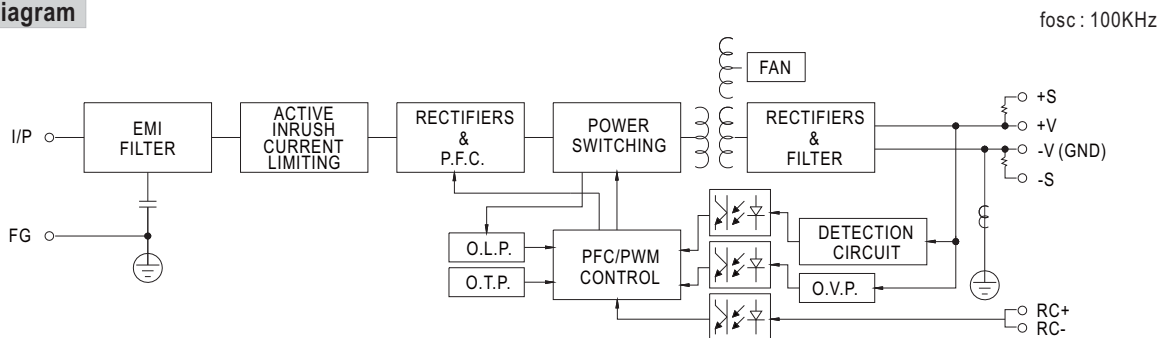 iagram
fosc : 100KHz
FAN
I/P
EMI
FILTER
ACTIVE
INRUSH
CURRENT
LIMITING
RECTIFIERS
&
P.F.C.
POWER
SWITCHING
RECTIFIERS
&
FILTER
+S
+V
-V (GND)
-S
FG
O.L.P.
O.T.P.
PFC/PWM
CONTROL
DETECTION
CIRCUIT
O.V.P.
RC+
RC-